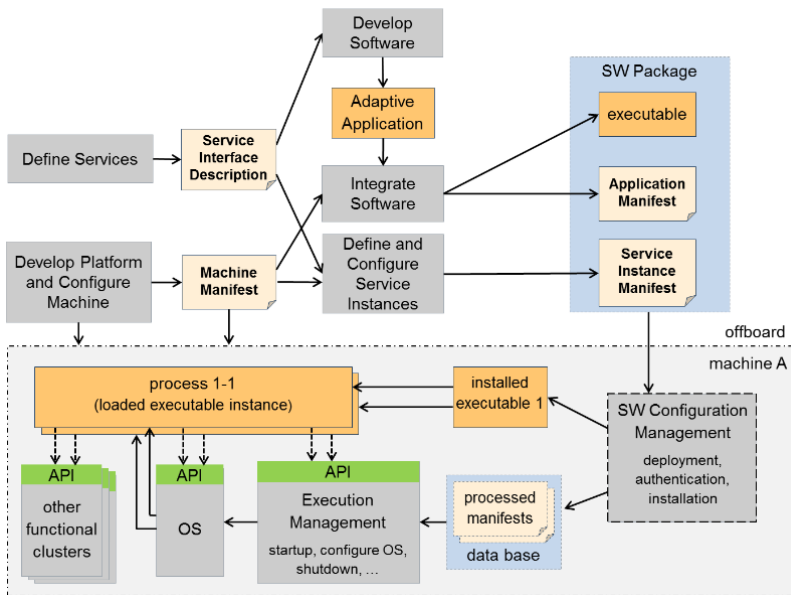 Develop
Software
SW Package
Adaptive
Application
executable
Define Services
Service
Interface
Description
Integrate
Software
Application
Manifest
Develop Platform
and Configure
Machine
Machine
Manifest
Define and
Configure
Service
Instances
Service
Instance
Manifest
offboard
machine A
process 1-1
(loaded executable instance)
installed
executable 1
SW Configuration
Management
deployment,
authentication,
installation
API
other
functional
clusters
API
OS
API
Execution
Management
startup, configure OS,
shutdown, ...
processed
manifests
data base